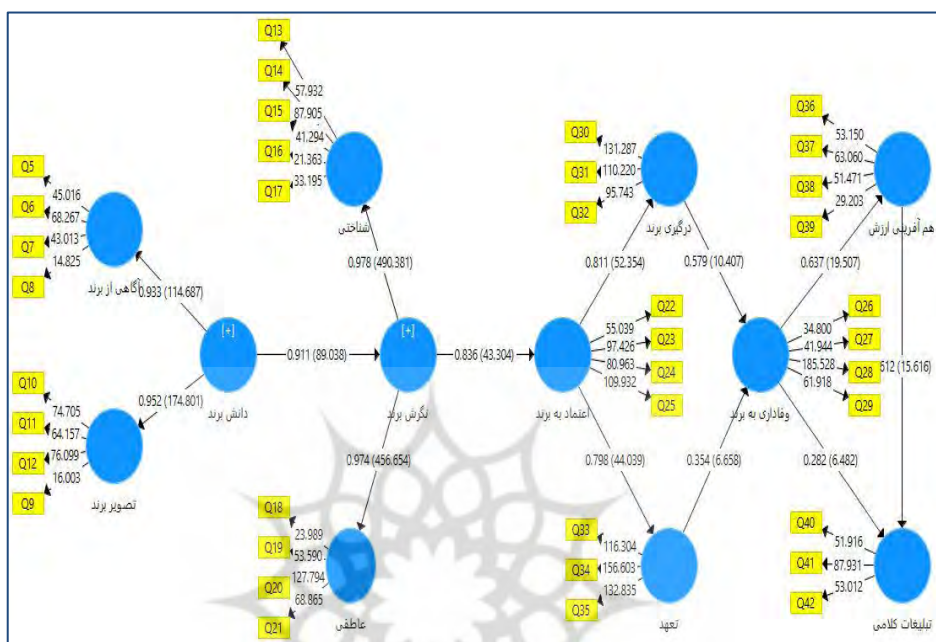 Q13
Q14
Q15
Q16
Q17
57.932
87.905
41.294
21.363
33.195
شناختی
Q5
Q6
Q7
Q8
45.016
68.267
43.013
14.825
آگاهی از برند
0.933 (114.687)
0.978 (490.381)
Q30
Q31
Q32
131.287
110.220
95.743
درگیری برند
Q36
Q37
Q38
Q39
53.150
63.060
51.471
29.203
هم آفرینی ارزش
0.811 (52.354)
0.579 (10.407)
0.637 (19.507)
[+]
دانش برند
0.911 (89.038)
[+]
نگرش برند
0.836 (43.304)
اعتماد به برند
Q22
Q23
Q24
Q25
55.039
97.426
80.963
109.932
وفاداری به برند
Q26
Q27
Q28
Q29
34.800
41.944
185.528
61.918
512 (15.616)
0.952 (174.801)
0.974 (456.654)
0.798 (44.039)
0.354 (6.658)
0.282 (6.482)
Q10
Q11
Q12
Q9
74.705
64.157
76.099
16.003
تصویر برند
Q18
Q19
Q20
Q21
23.989
53.590
127.794
68.865
عاطفی
Q33
Q34
Q35
116.304
156.603
132.835
تعهد
Q40
Q41
Q42
51.916
87.931
53.012
تبلیغات کلامی